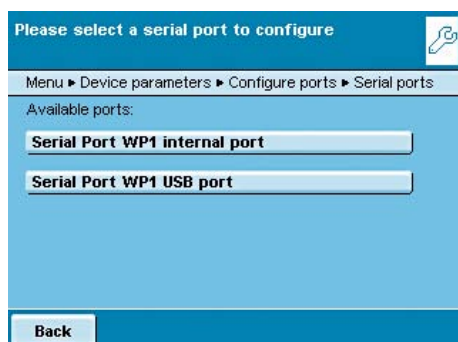 Please select a serial port to configure
Menu ▸ Device parameters ▸ Configure ports ▸ Serial ports
Available ports:
Serial Port WP1 internal port
Serial Port WP1 USB port
Back